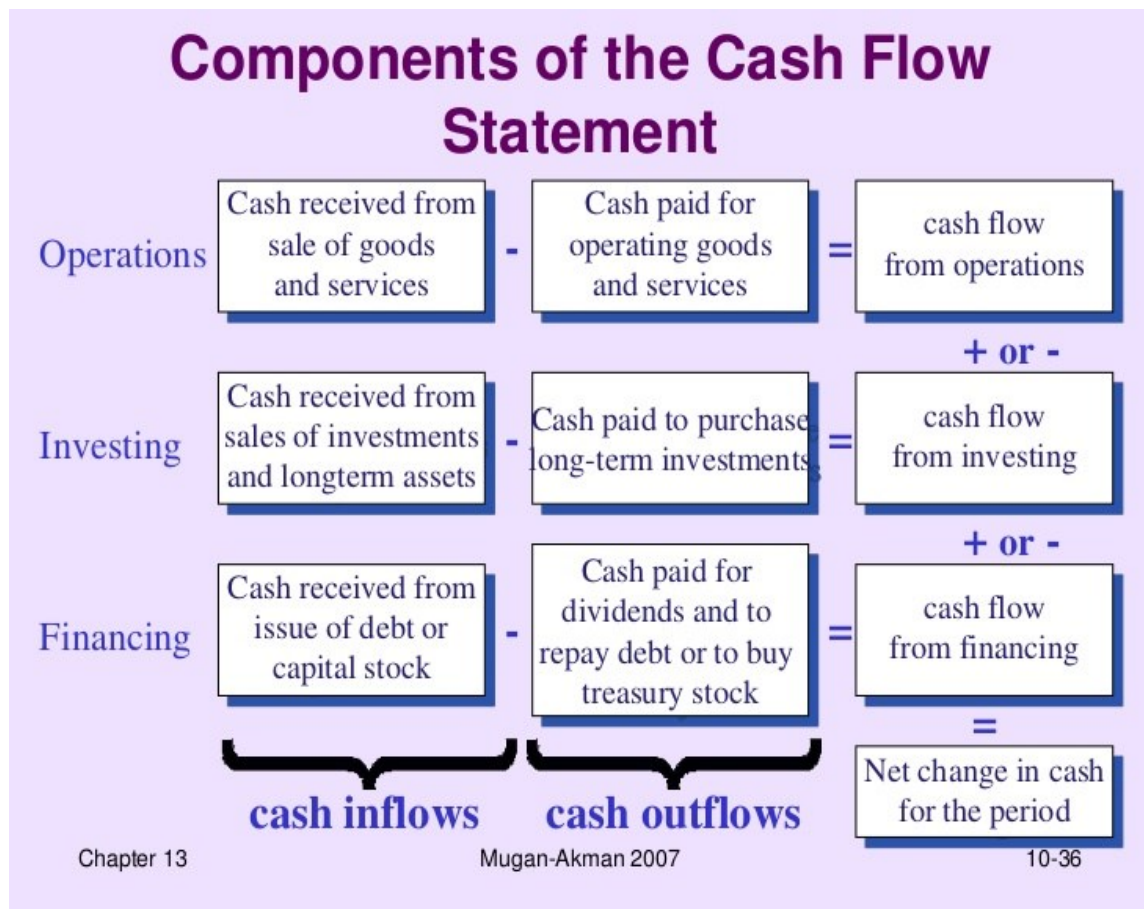 Components of the Cash Flow
Statement
Operations
Cash received from
sale of goods
and services
-
Cash paid for
operating goods
and services
=
cash flow
from operations
+ or -
Investing
Cash received from
sales of investments
and longterm assets
-
Cash paid to purchase
long-term investments
=
cash flow
from investing
+ or -
Financing
Cash received from
issue of debt or
capital stock
-
Cash paid for
dividends and to
repay debt or to buy
treasury stock
=
cash flow
from financing
=
Net change in cash
for the period
cash inflows
cash outflows
Chapter 13
Mugan-Akman 2007
10-36